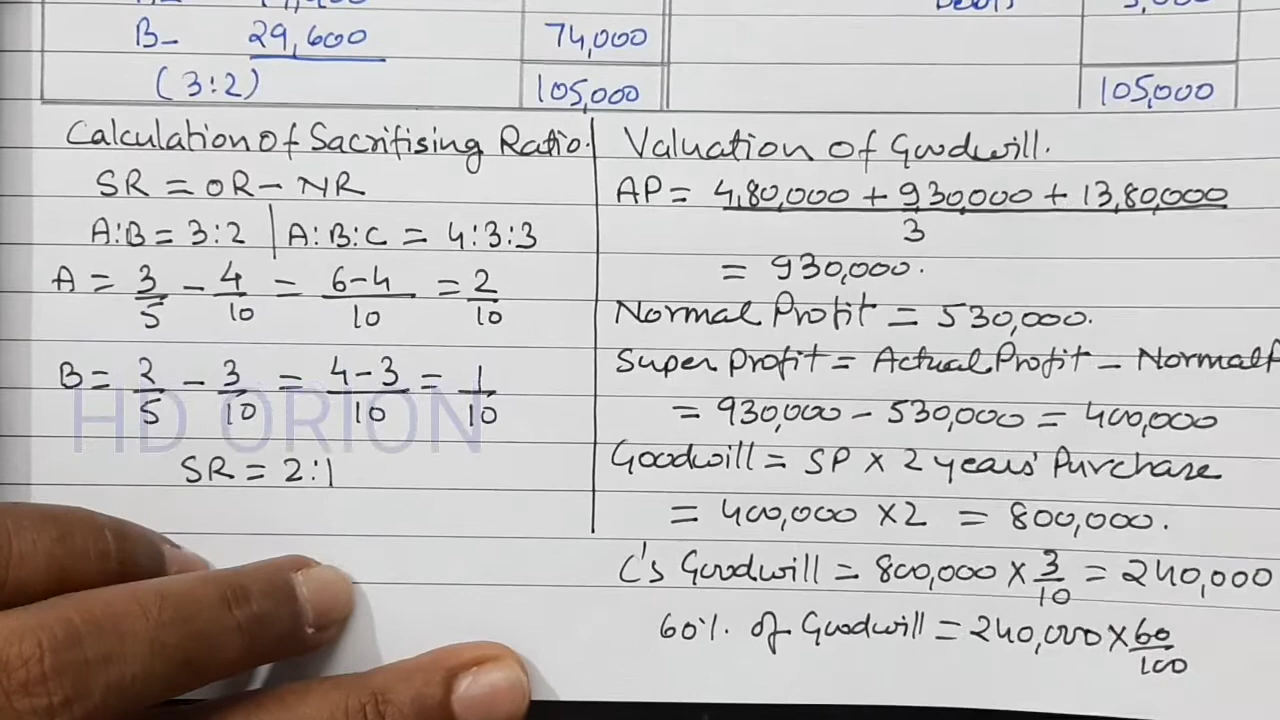 B- 29,600 74,000
(3:2) 105,000 105,000
Calculation of Sacrifising Ratio.
SR = OR - NR
A:B = 3:2 | A:B:C = 4:3:3
A = 3/5 - 4/10 = 6-4/10 = 2/10
B = 2/5 - 3/10 = 4-3/10 = 1/10
SR = 2:1
Valuation of Goodwill.
AP = 4,80,000 + 930,000 + 13,80,000 / 3
= 930,000.
Normal Profit = 530,000.
Super Profit = Actual Profit - Normal P
= 930,000 - 530,000 = 400,000
Goodwill = SP × 2 years' Purchase
= 400,000 × 2 = 800,000.
C's Goodwill = 800,000 × 3/10 = 240,000
60%. of Goodwill = 240,000 × 60/100
HD ORION